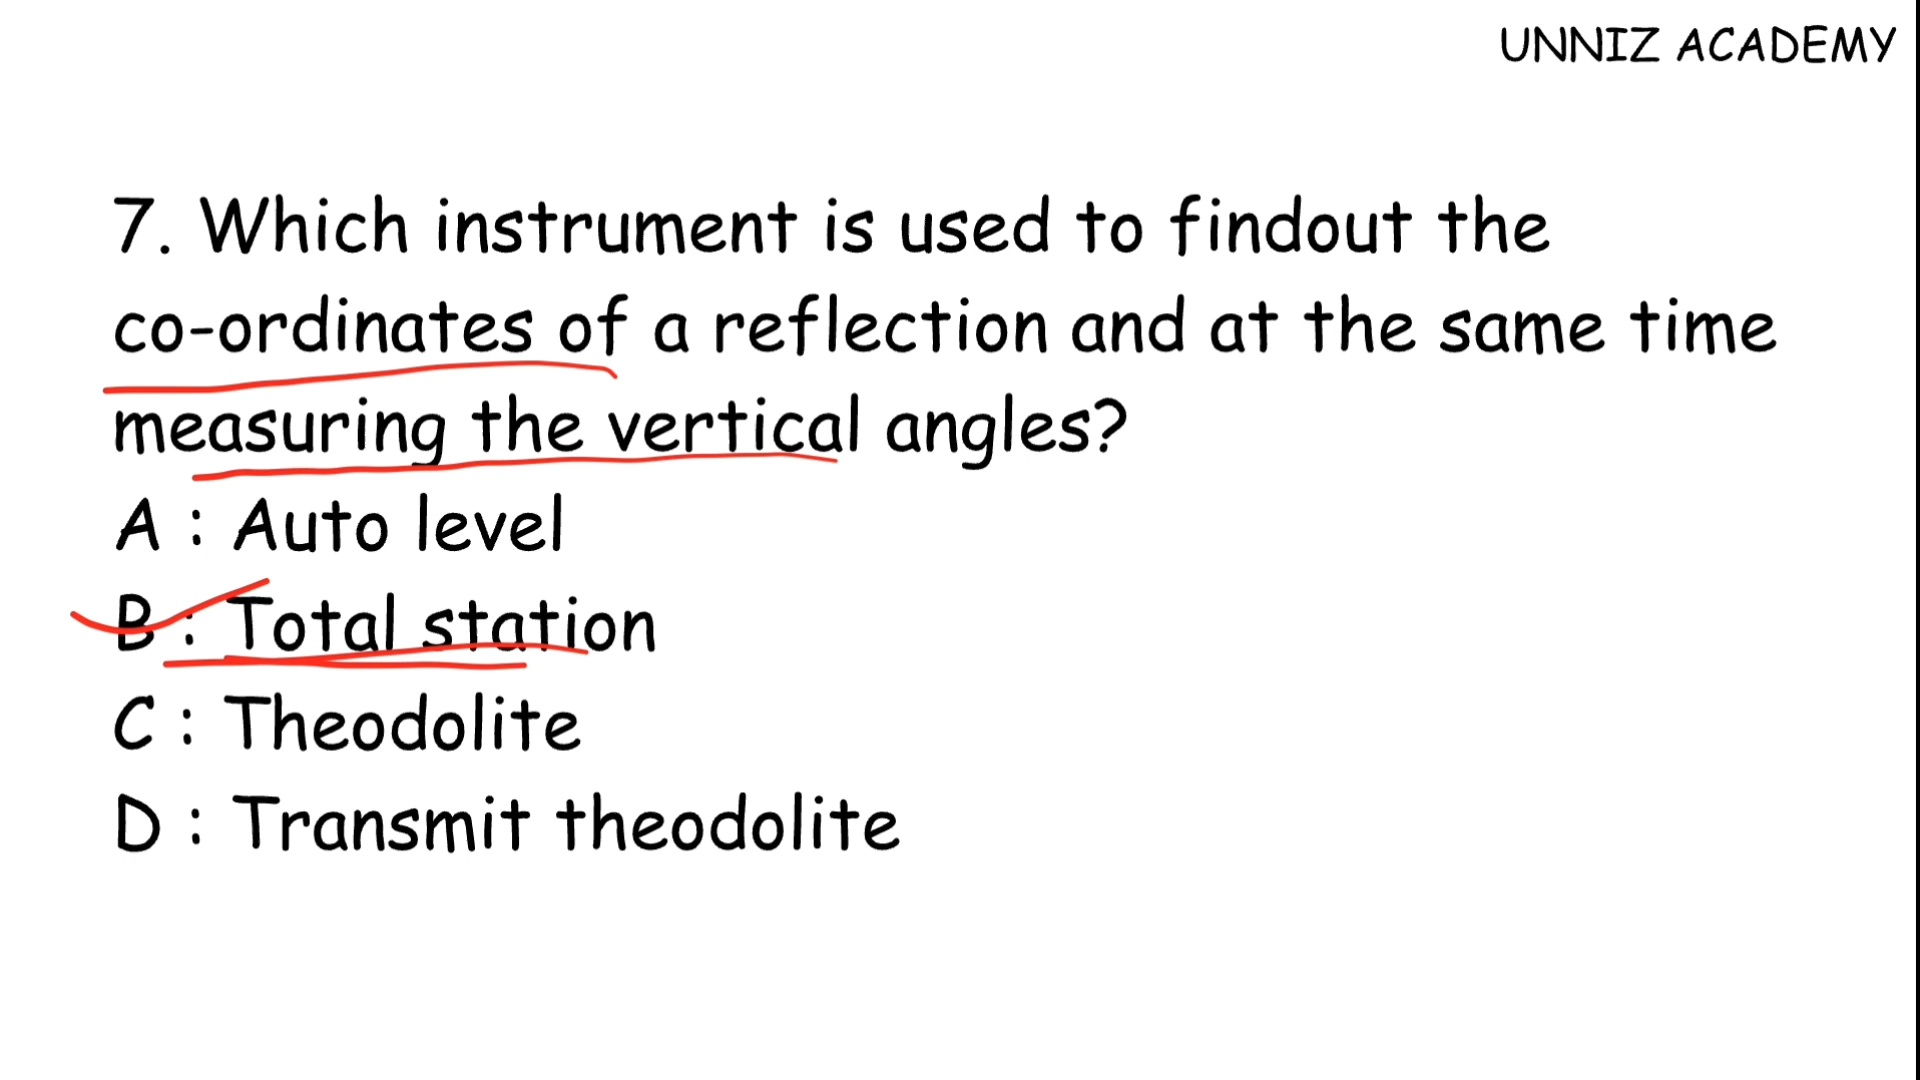 UNNIZ ACADEMY
7. Which instrument is used to findout the
co-ordinates of a reflection and at the same time
measuring the vertical angles?
A : Auto level
B : Total station
C : Theodolite
D : Transmit theodolite